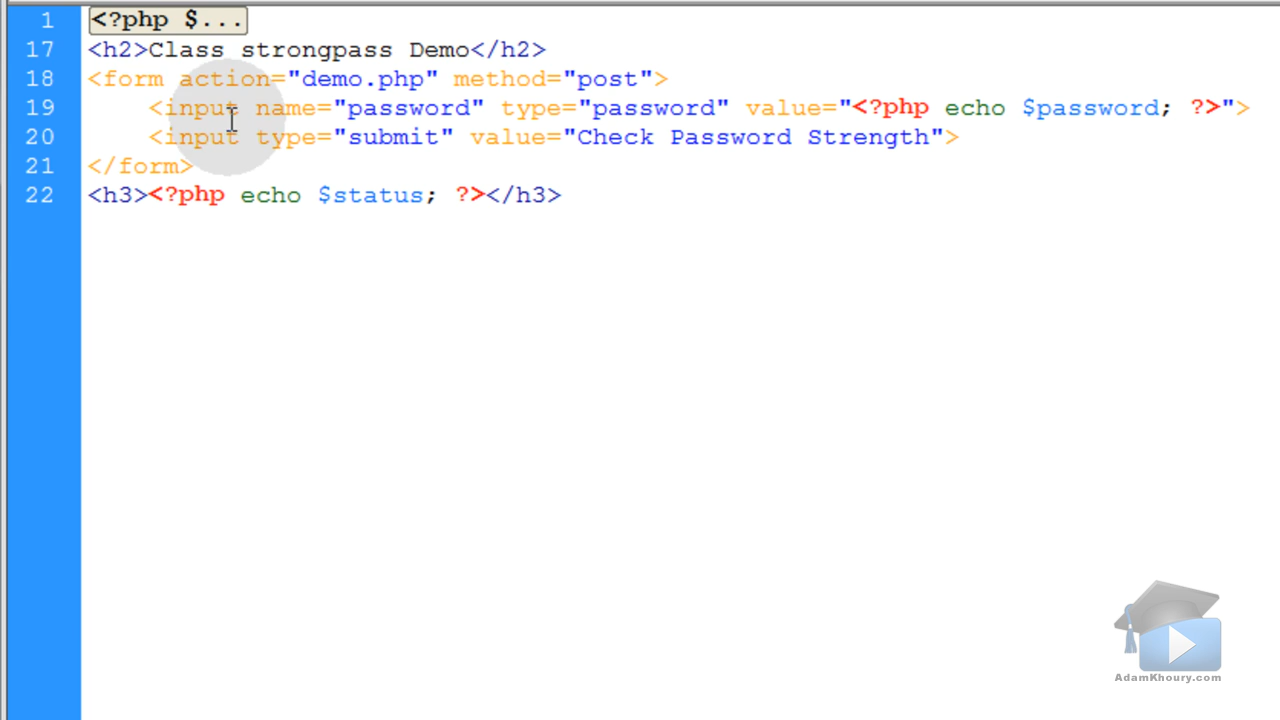 1 <?php $...
17 <h2>Class strongpass Demo</h2>
18 <form action="demo.php" method="post">
19 <input name="password" type="password" value="<?php echo $password; ?>">
20 <input type="submit" value="Check Password Strength">
21 </form>
22 <h3><?php echo $status; ?></h3>
AdamKhoury.com